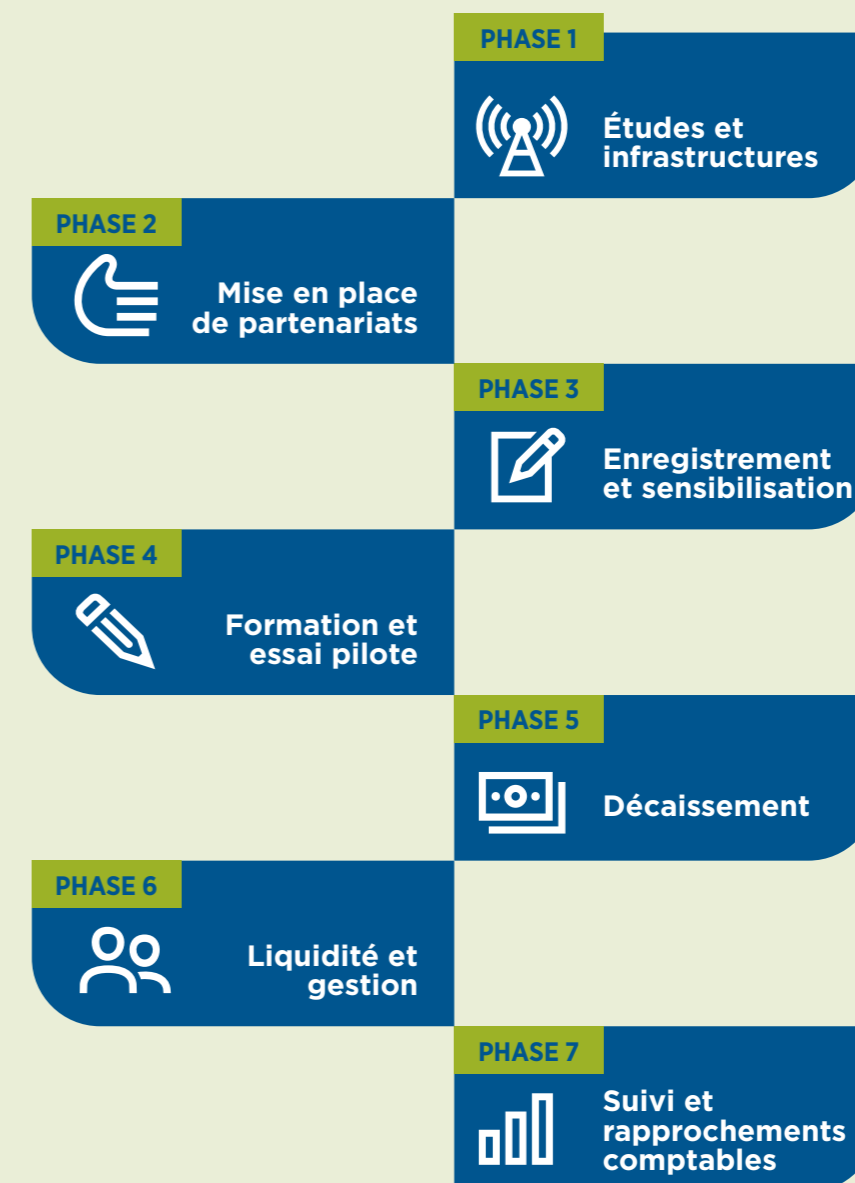 PHASE 1
Études et
infrastructures
PHASE 2
Mise en place
de partenariats
PHASE 3
Enregistrement
et sensibilisation
PHASE 4
Formation et
essai pilote
PHASE 5
Décaissement
PHASE 6
Liquidité et
gestion
PHASE 7
Suivi et
rapprochements
comptables